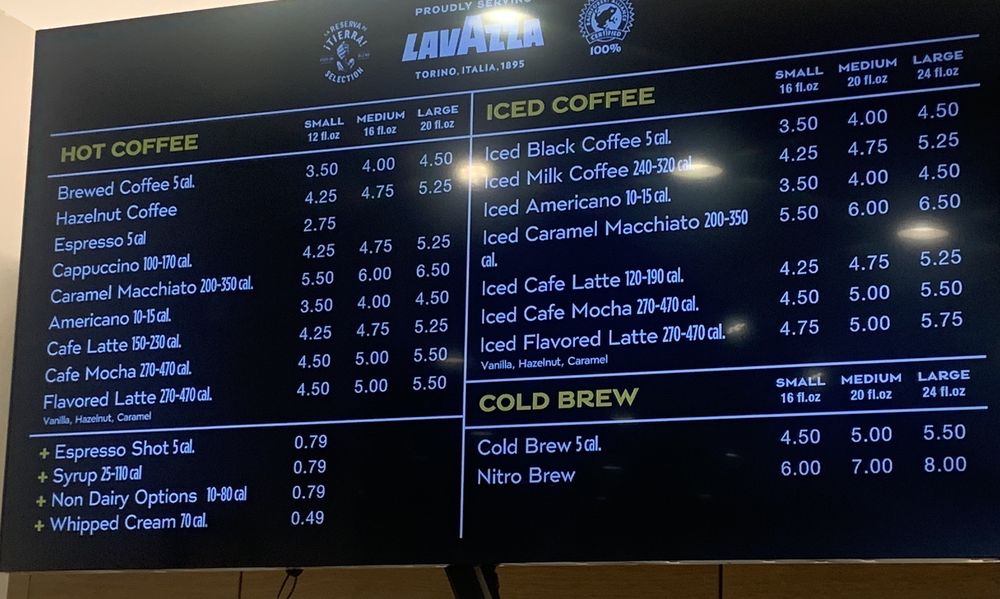 LA RESERVA DE
¡TIERRA!
SELECTION
PROUDLY SERVING
LAVAZZA
TORINO, ITALIA, 1895
CERTIFIED
100%
HOT COFFEE
SMALL MEDIUM LARGE
12 fl.oz 16 fl.oz 20 fl.oz
Brewed Coffee 5 cal. 3.50 4.00 4.50
Hazelnut Coffee 4.25 4.75 5.25
Espresso 5 cal 2.75
Cappuccino 100-170 cal. 4.25 4.75 5.25
Caramel Macchiato 200-350 cal. 5.50 6.00 6.50
Americano 10-15 cal. 3.50 4.00 4.50
Cafe Latte 150-230 cal. 4.25 4.75 5.25
Cafe Mocha 270-470 cal. 4.50 5.00 5.50
Flavored Latte 270-470 cal. 4.50 5.00 5.50
Vanilla, Hazelnut, Caramel
+ Espresso Shot 5 cal. 0.79
+ Syrup 25-110 cal 0.79
+ Non Dairy Options 10-80 cal 0.79
+ Whipped Cream 70 cal. 0.49
ICED COFFEE
SMALL MEDIUM LARGE
16 fl.oz 20 fl.oz 24 fl.oz
Iced Black Coffee 5 cal. 3.50 4.00 4.50
Iced Milk Coffee 240-320 cal. 4.25 4.75 5.25
Iced Americano 10-15 cal. 3.50 4.00 4.50
Iced Caramel Macchiato 200-350 5.50 6.00 6.50
cal.
Iced Cafe Latte 120-190 cal. 4.25 4.75 5.25
Iced Cafe Mocha 270-470 cal. 4.50 5.00 5.50
Iced Flavored Latte 270-470 cal. 4.75 5.00 5.75
Vanilla, Hazelnut, Caramel
COLD BREW
SMALL MEDIUM LARGE
16 fl.oz 20 fl.oz 24 fl.oz
Cold Brew 5 cal. 4.50 5.00 5.50
Nitro Brew 6.00 7.00 8.00